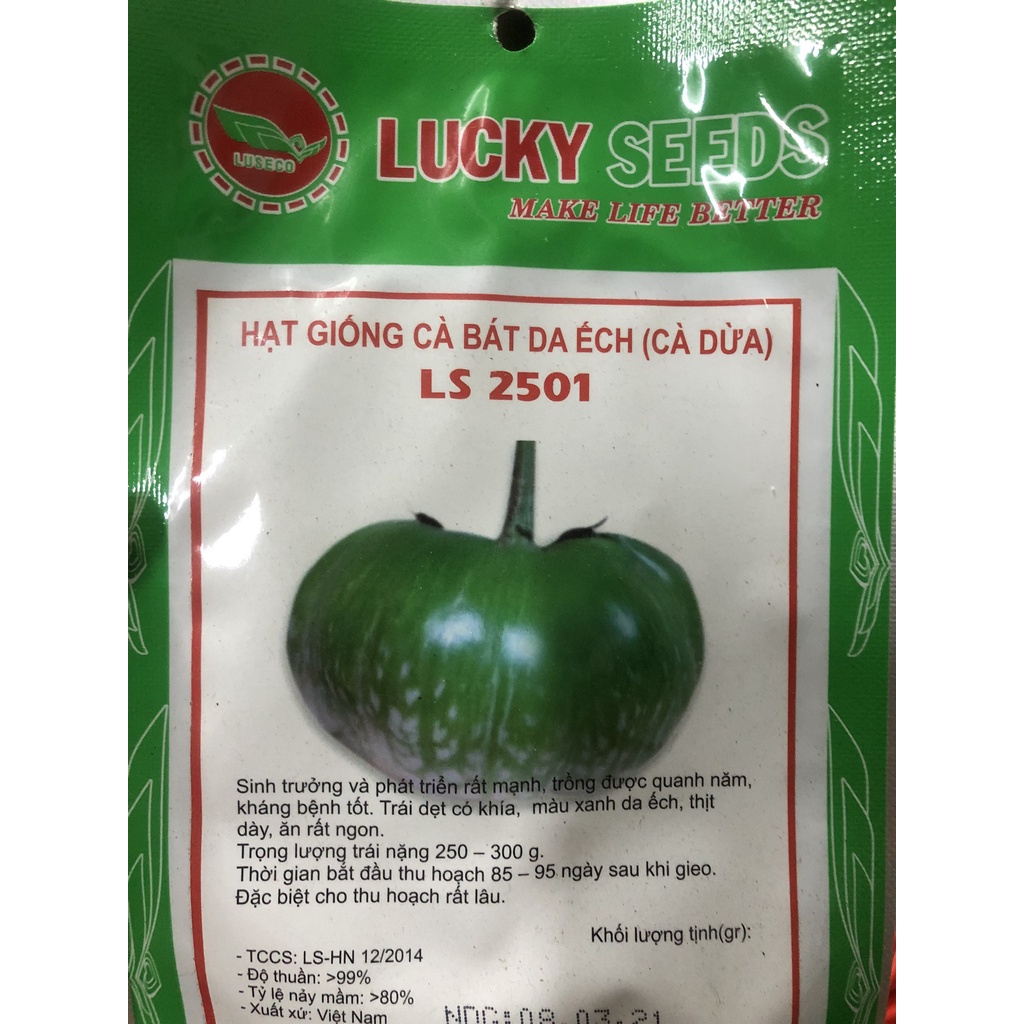 LUSECO
LUCKY SEEDS
MAKE LIFE BETTER
HẠT GIỐNG CÀ BÁT DA ẾCH (CÀ DỪA)
LS 2501
Sinh trưởng và phát triển rất mạnh, trồng được quanh năm,
kháng bệnh tốt. Trái dẹt có khía, màu xanh da ếch, thịt
dày, ăn rất ngon.
Trọng lượng trái nặng 250 – 300 g.
Thời gian bắt đầu thu hoạch 85 – 95 ngày sau khi gieo.
Đặc biệt cho thu hoạch rất lâu.
Khối lượng tịnh(gr):
- TCCS: LS-HN 12/2014
- Độ thuần: >99%
- Tỷ lệ nảy mầm: >80%
- Xuất xứ: Việt Nam
NDG:08.03.21